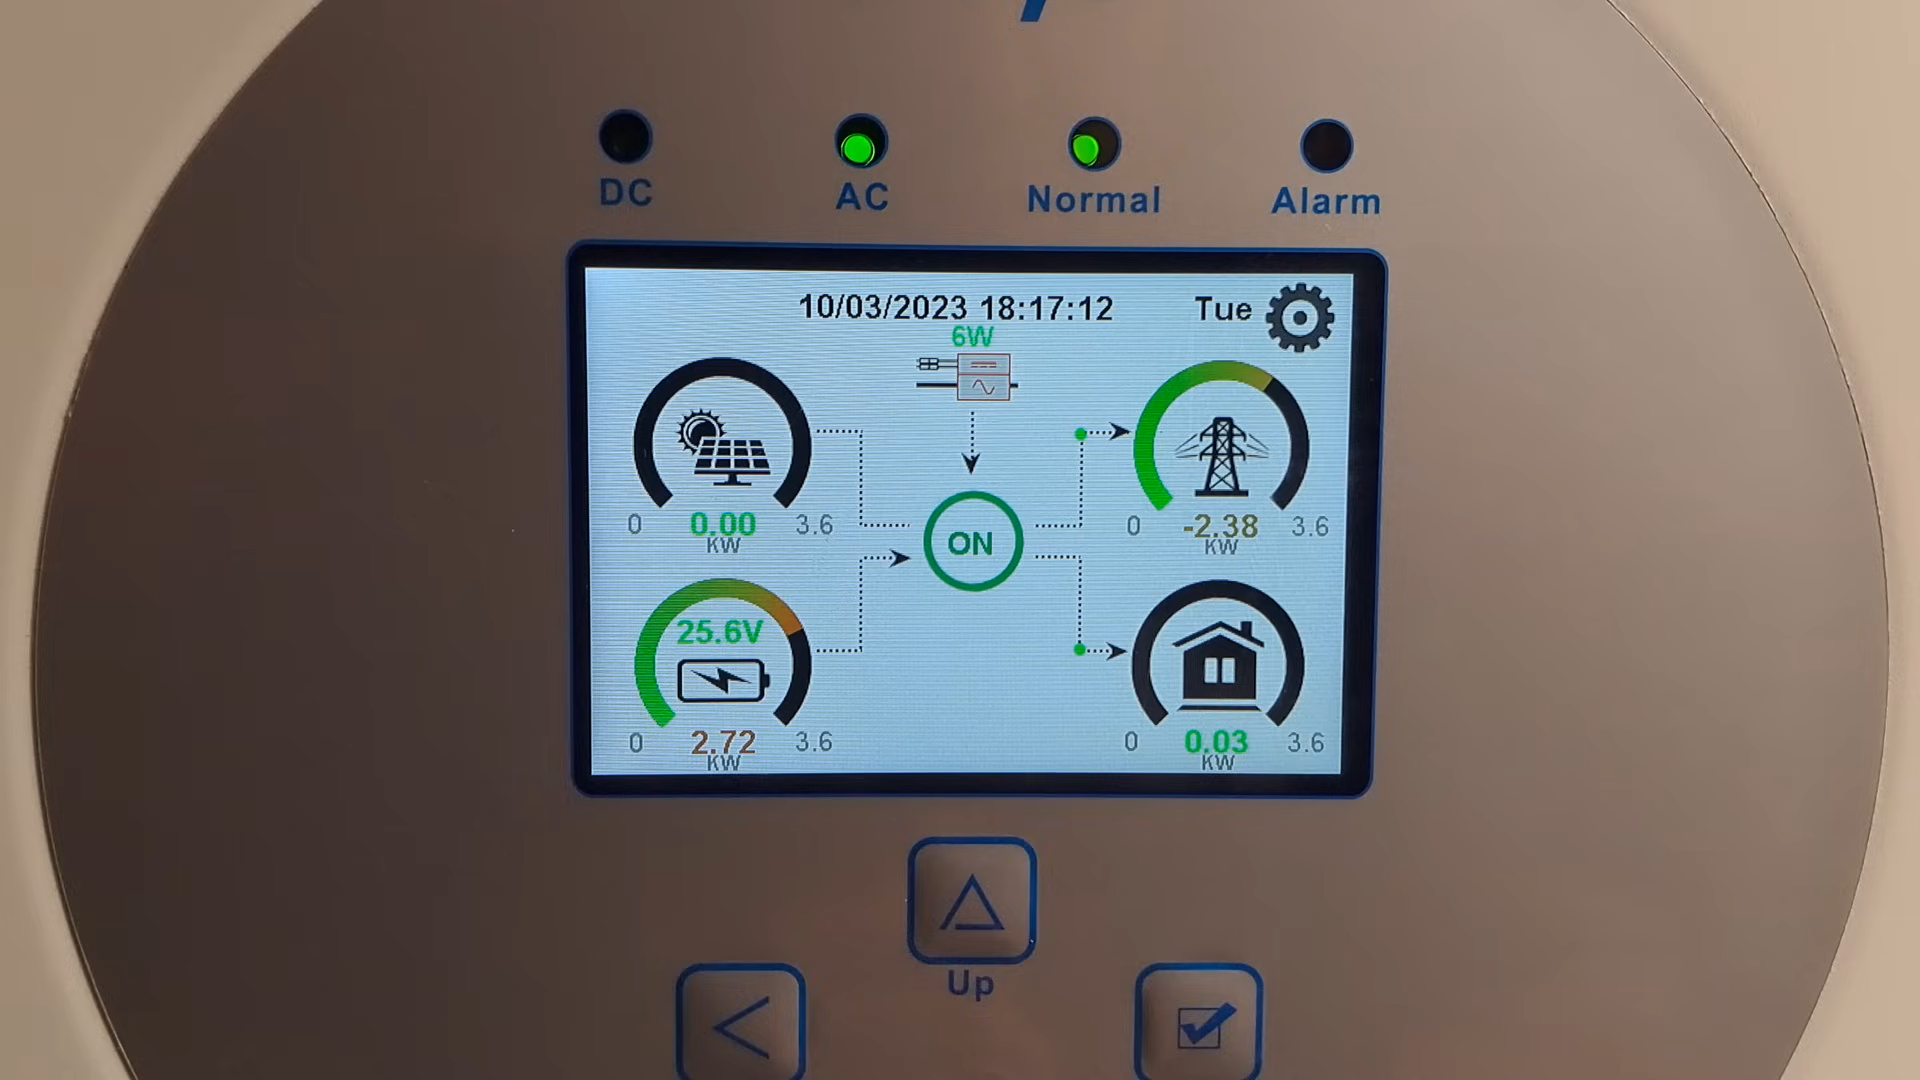 DC AC Normal Alarm
10/03/2023 18:17:12 Tue
6W
0 0.00 3.6
KW
0 -2.38 3.6
KW
ON
25.6V
0 2.72 3.6
KW
0 0.03 3.6
KW
Up